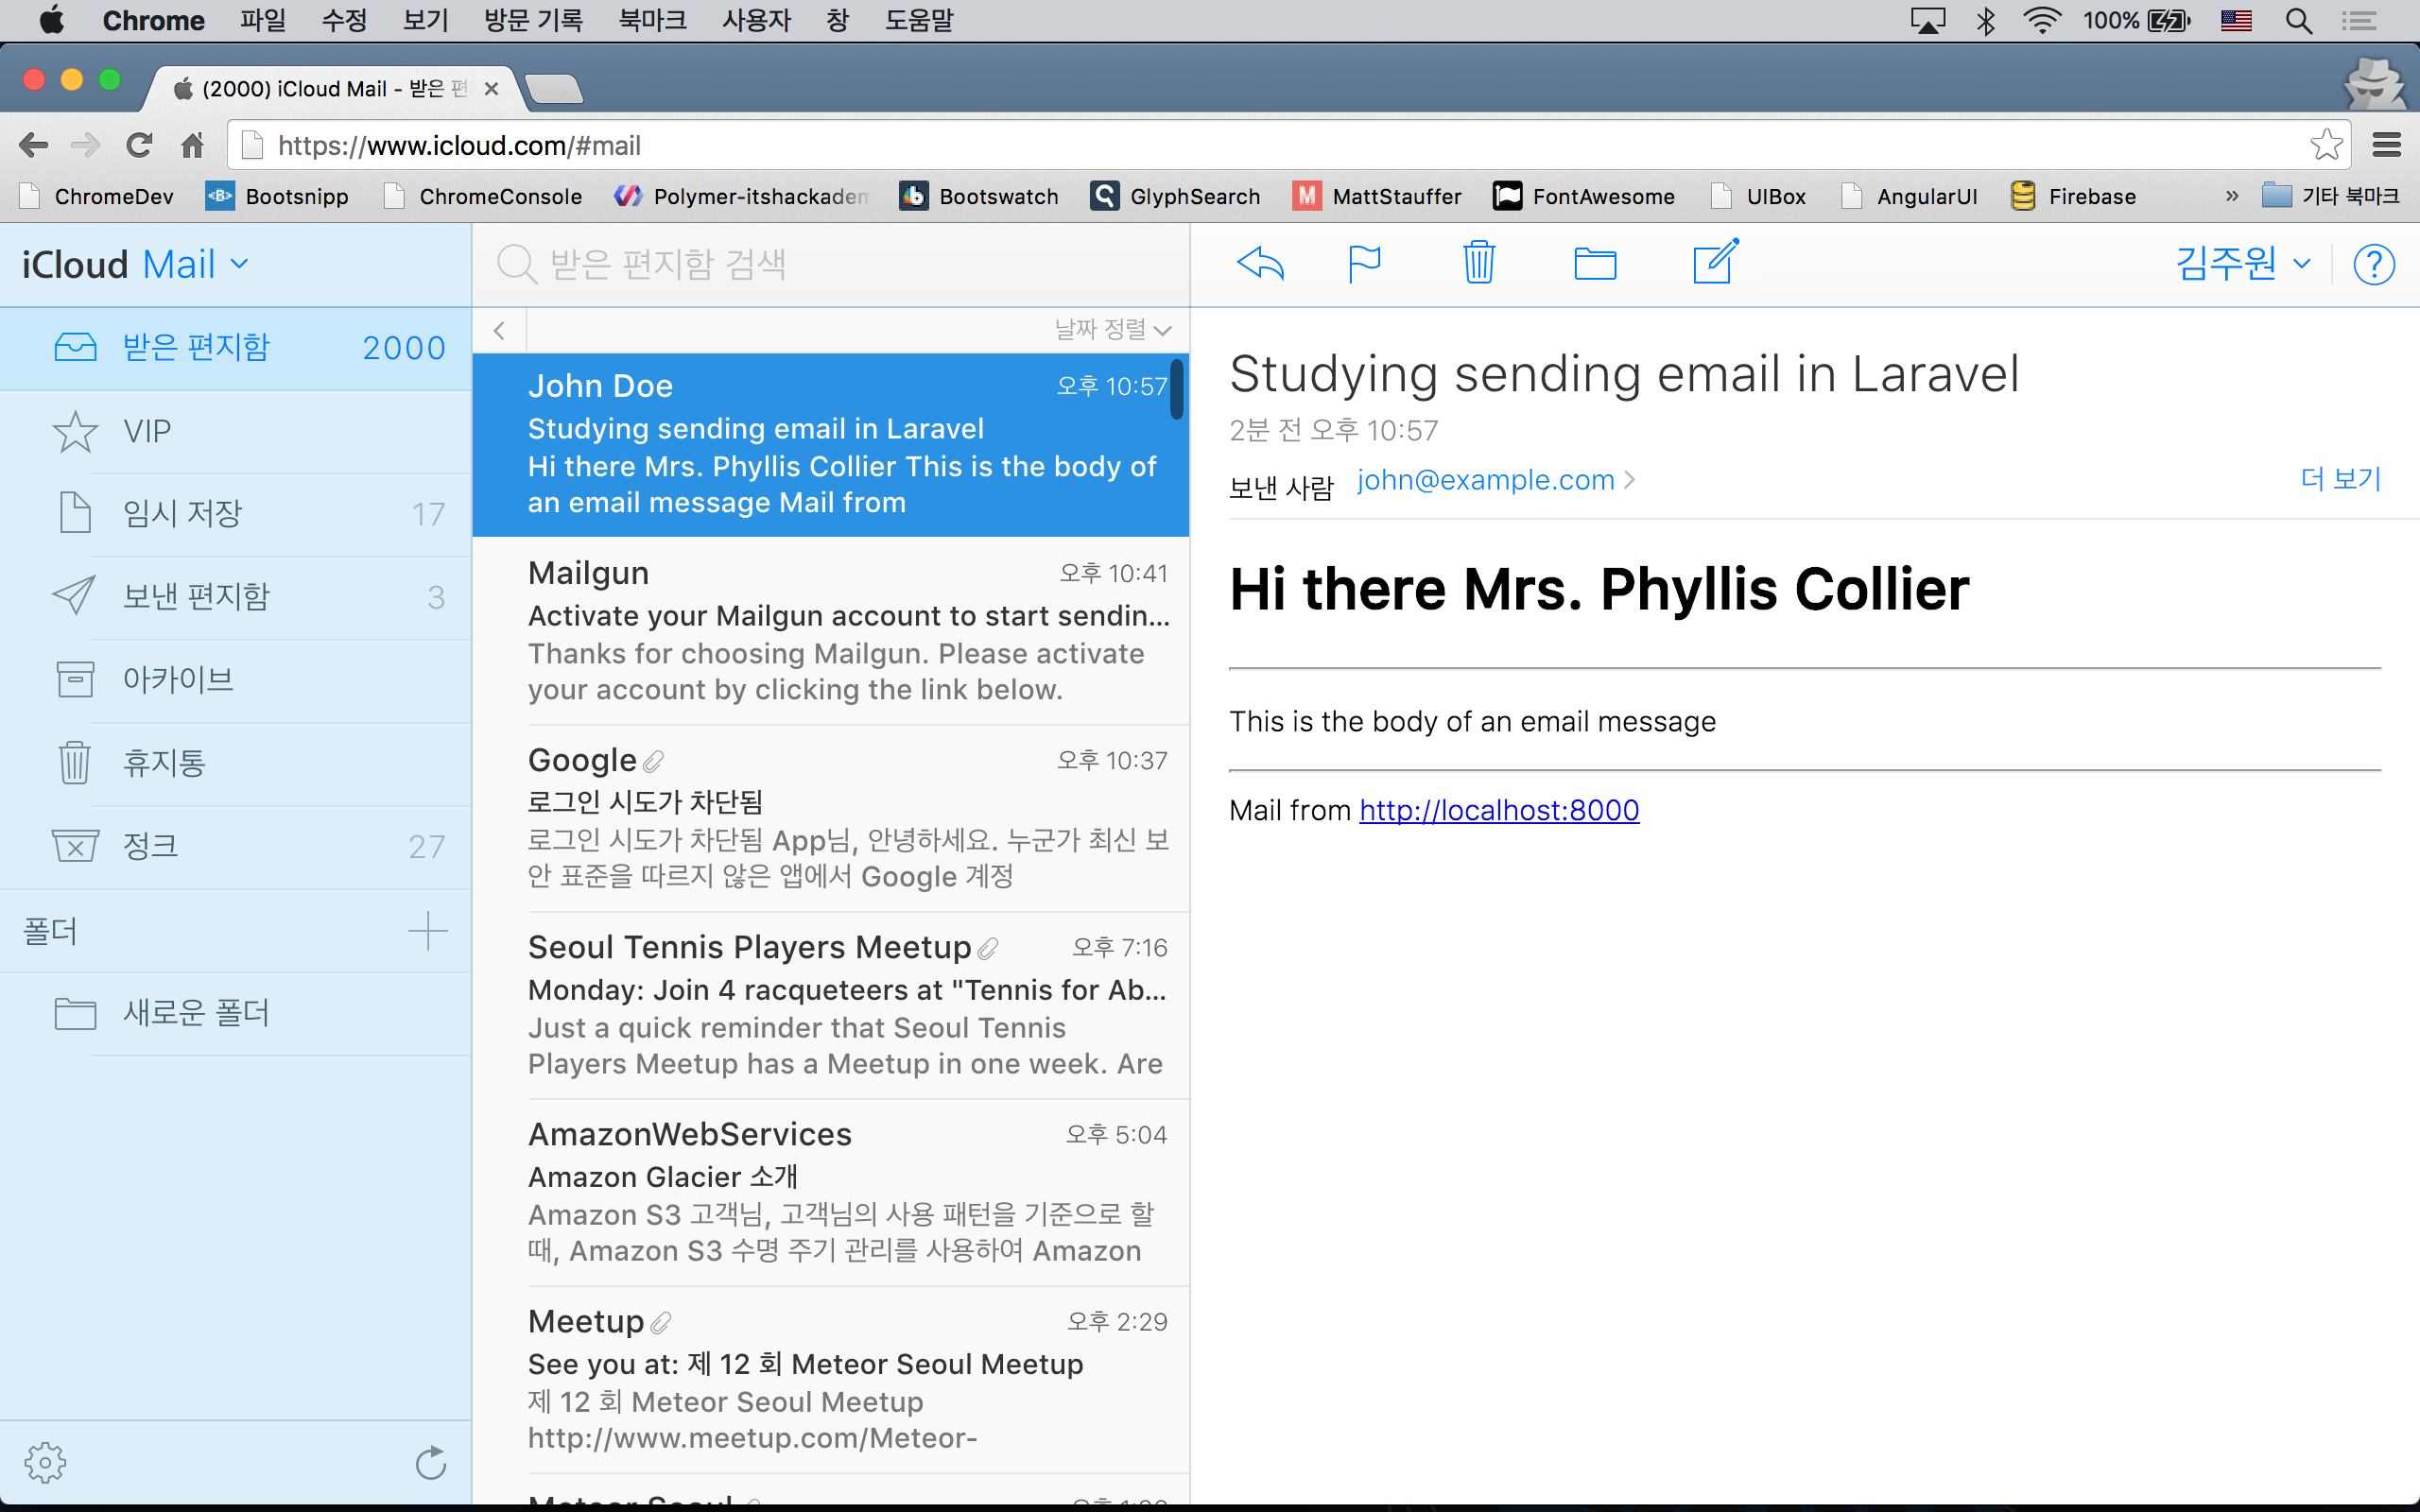 Chrome 파일 수정 보기 방문 기록 북마크 사용자 창 도움말 100%
(2000) iCloud Mail - 받은 편
https://www.icloud.com/#mail
ChromeDev Bootsnipp ChromeConsole Polymer-itshackadem Bootswatch GlyphSearch MattStauffer FontAwesome UIBox AngularUI Firebase » 기타 북마크
iCloud Mail
받은 편지함 2000
VIP
임시 저장 17
보낸 편지함 3
아카이브
휴지통
정크 27
폴더
새로운 폴더
받은 편지함 검색
날짜 정렬
John Doe 오후 10:57
Studying sending email in Laravel
Hi there Mrs. Phyllis Collier This is the body of
an email message Mail from
Mailgun 오후 10:41
Activate your Mailgun account to start sendin...
Thanks for choosing Mailgun. Please activate
your account by clicking the link below.
Google 오후 10:37
로그인 시도가 차단됨
로그인 시도가 차단됨 App님, 안녕하세요. 누군가 최신 보
안 표준을 따르지 않은 앱에서 Google 계정
Seoul Tennis Players Meetup 오후 7:16
Monday: Join 4 racqueteers at "Tennis for Ab...
Just a quick reminder that Seoul Tennis
Players Meetup has a Meetup in one week. Are
AmazonWebServices 오후 5:04
Amazon Glacier 소개
Amazon S3 고객님, 고객님의 사용 패턴을 기준으로 할
때, Amazon S3 수명 주기 관리를 사용하여 Amazon
Meetup 오후 2:29
See you at: 제 12 회 Meteor Seoul Meetup
제 12 회 Meteor Seoul Meetup
http://www.meetup.com/Meteor-
Meteor Seoul
김주원
?
Studying sending email in Laravel
2분 전 오후 10:57
보낸 사람 john@example.com 더 보기
Hi there Mrs. Phyllis Collier
This is the body of an email message
Mail from http://localhost:8000